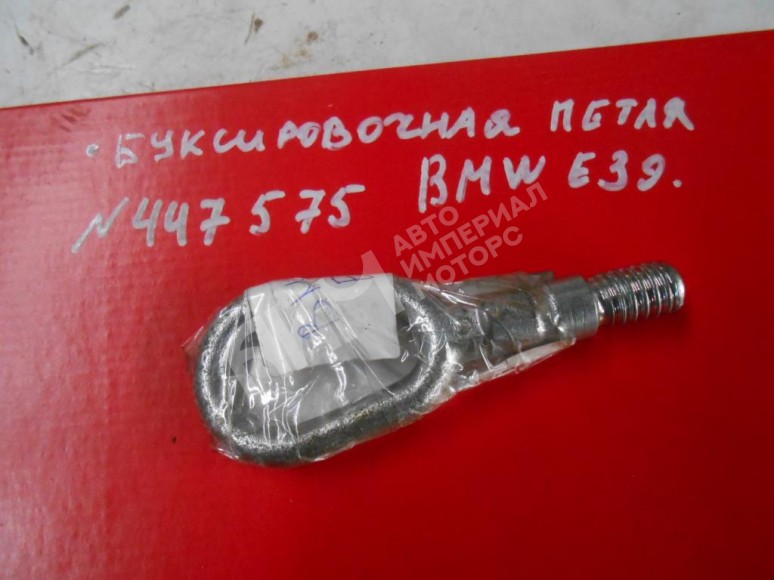 • БУКСИРОВОЧНАЯ ПЕТЛЯ
N447575 BMW E39.
АВТО
ИМПЕРИАЛ
МОТОРС